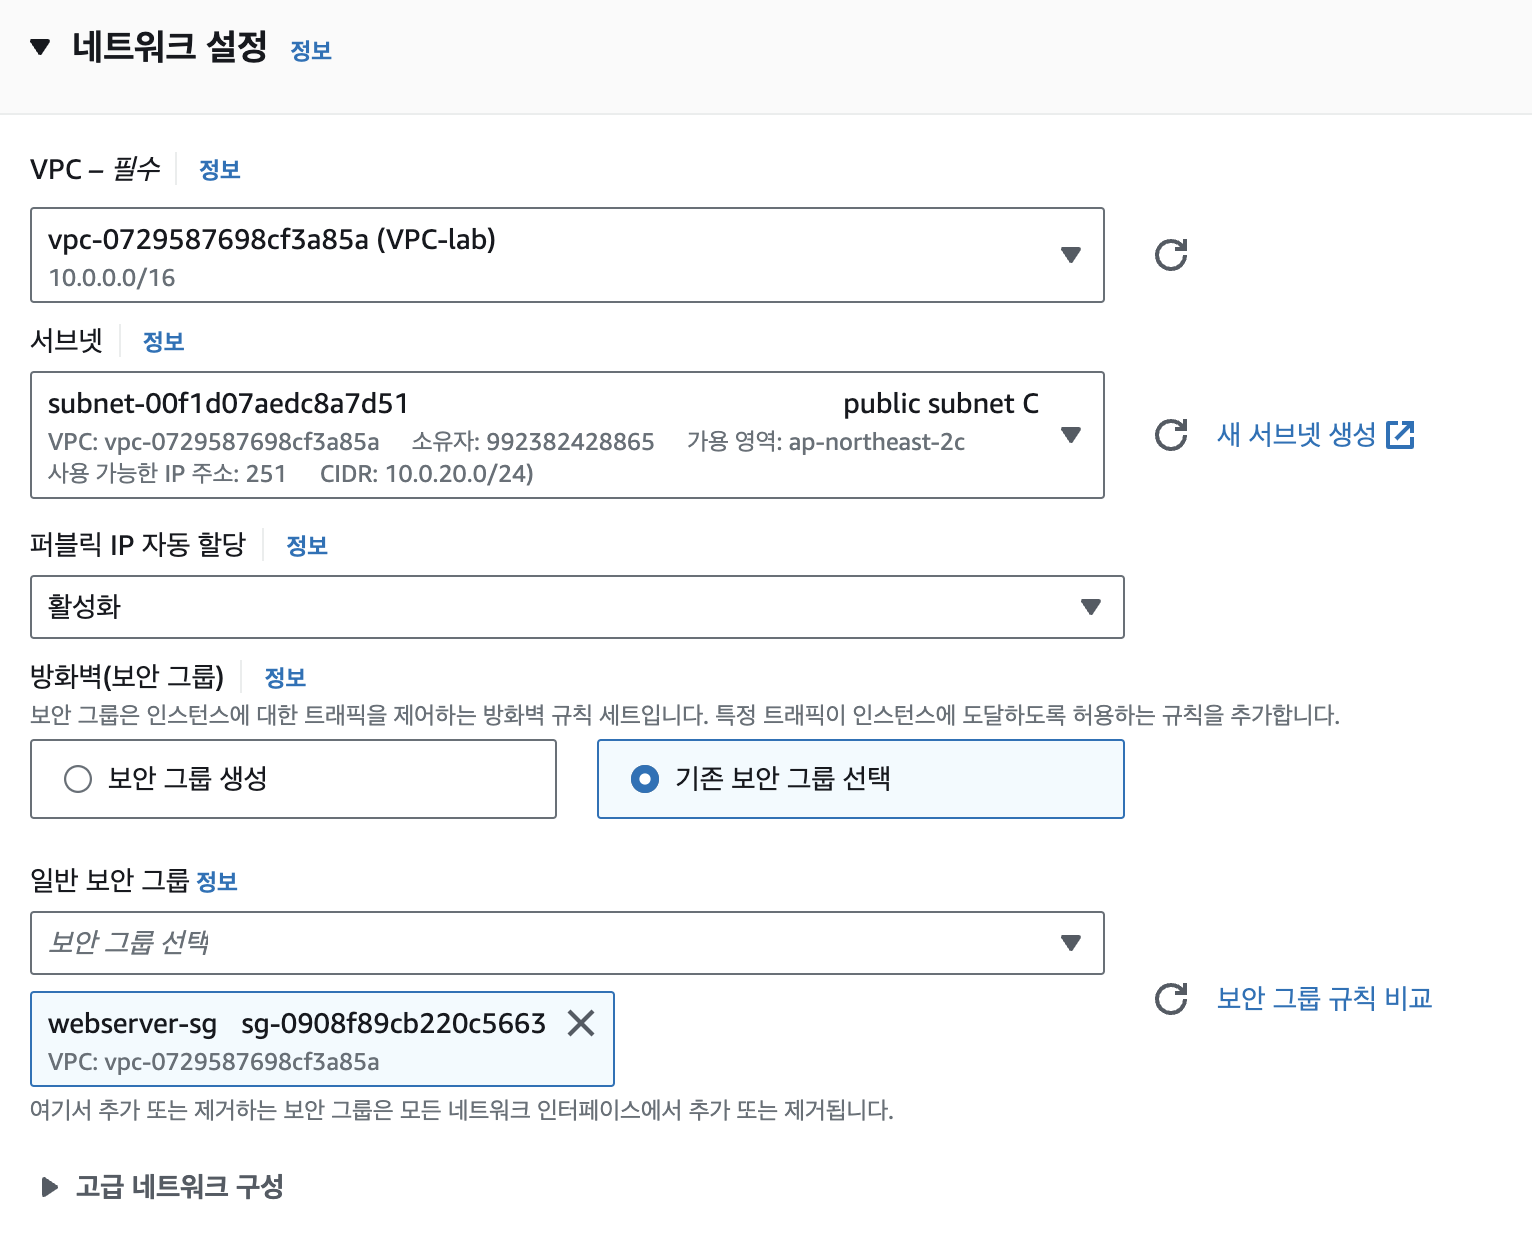 네트워크 설정 정보
VPC – 필수 정보
vpc-0729587698cf3a85a (VPC-lab)
10.0.0.0/16
서브넷 정보
subnet-00f1d07aedc8a7d51 public subnet C
VPC: vpc-0729587698cf3a85a 소유자: 992382428865 가용 영역: ap-northeast-2c
사용 가능한 IP 주소: 251 CIDR: 10.0.20.0/24)
새 서브넷 생성
퍼블릭 IP 자동 할당 정보
활성화
방화벽(보안 그룹) 정보
보안 그룹은 인스턴스에 대한 트래픽을 제어하는 방화벽 규칙 세트입니다. 특정 트래픽이 인스턴스에 도달하도록 허용하는 규칙을 추가합니다.
보안 그룹 생성 기존 보안 그룹 선택
일반 보안 그룹 정보
보안 그룹 선택
webserver-sg sg-0908f89cb220c5663
VPC: vpc-0729587698cf3a85a
보안 그룹 규칙 비교
여기서 추가 또는 제거하는 보안 그룹은 모든 네트워크 인터페이스에서 추가 또는 제거됩니다.
고급 네트워크 구성